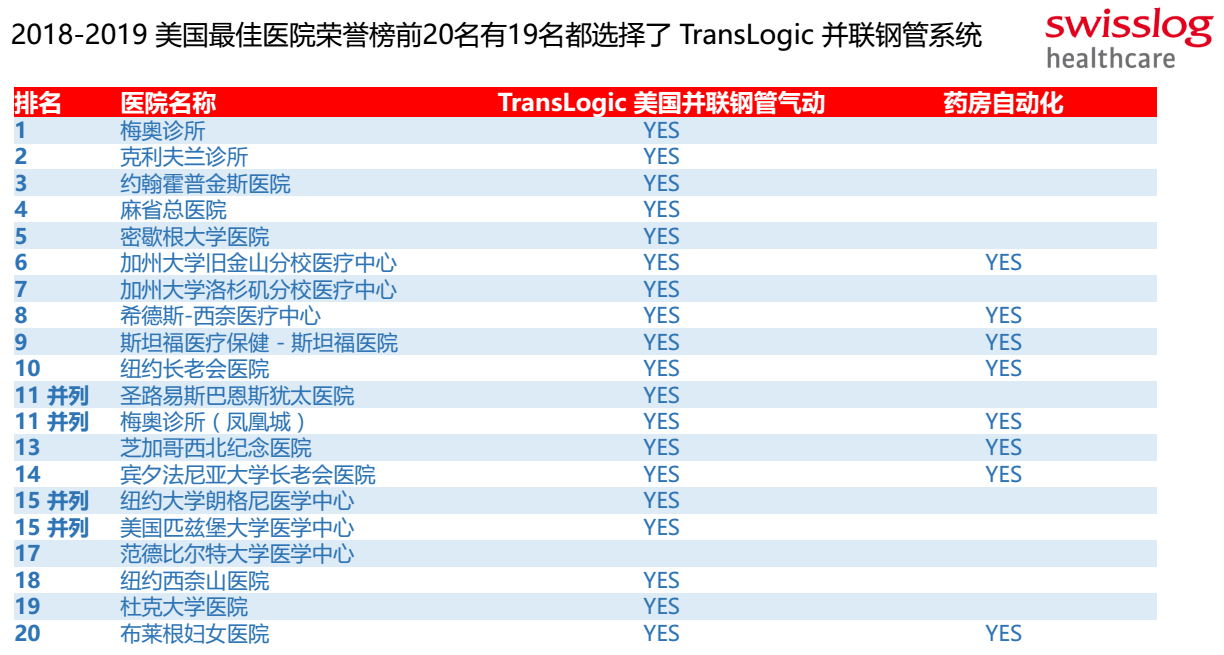 2018-2019 美国最佳医院荣誉榜前20名有19名都选择了 TransLogic 并联钢管系统
swisslog
healthcare
排名 医院名称 TransLogic 美国并联钢管气动 药房自动化
1 梅奥诊所 YES
2 克利夫兰诊所 YES
3 约翰霍普金斯医院 YES
4 麻省总医院 YES
5 密歇根大学医院 YES
6 加州大学旧金山分校医疗中心 YES YES
7 加州大学洛杉矶分校医疗中心 YES
8 希德斯-西奈医疗中心 YES YES
9 斯坦福医疗保健 - 斯坦福医院 YES YES
10 纽约长老会医院 YES YES
11 并列 圣路易斯巴恩斯犹太医院 YES
11 并列 梅奥诊所（凤凰城） YES YES
13 芝加哥西北纪念医院 YES YES
14 宾夕法尼亚大学长老会医院 YES YES
15 并列 纽约大学朗格尼医学中心 YES
15 并列 美国匹兹堡大学医学中心 YES
17 范德比尔特大学医学中心
18 纽约西奈山医院 YES
19 杜克大学医院 YES
20 布莱根妇女医院 YES YES